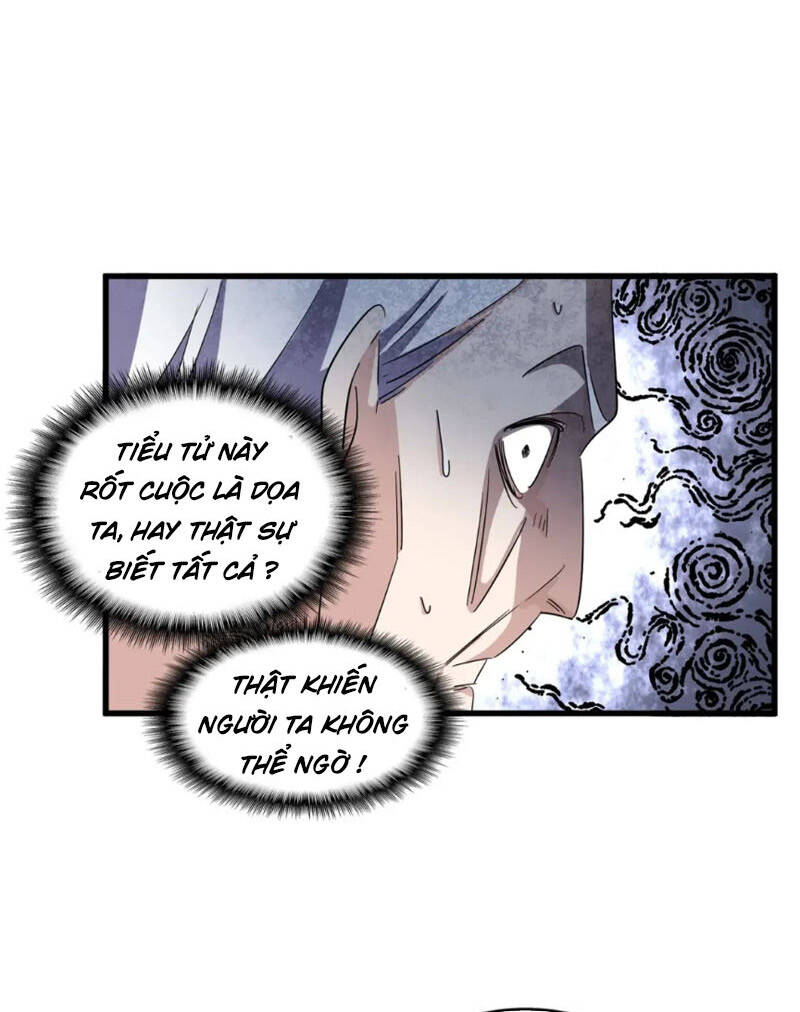 TIỂU TỬ NÀY
RỐT CUỘC LÀ DỌA
TA, HAY THẬT SỰ
BIẾT TẤT CẢ ?
THẬT KHIẾN
NGƯỜI TA KHÔNG
THỂ NGỜ !